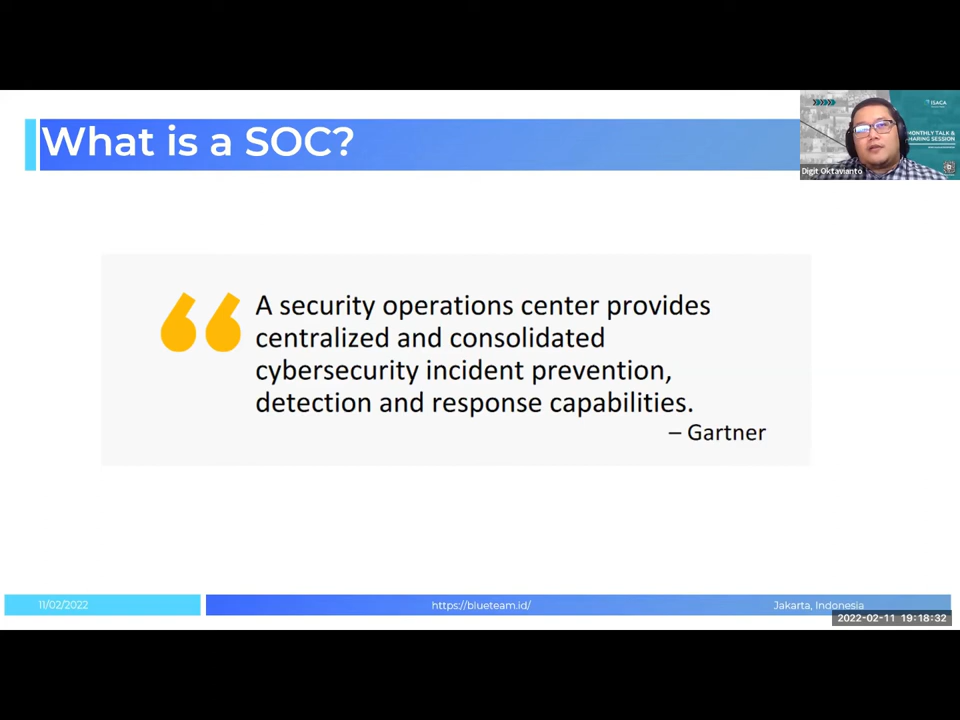 What is a SOC?
ISACA
MONTHLY TALK &
SHARING SESSION
Digit Oktavianto
A security operations center provides
centralized and consolidated
cybersecurity incident prevention,
detection and response capabilities.
– Gartner
11/02/2022
https://blueteam.id/
Jakarta, Indonesia
2022-02-11 19:18:32